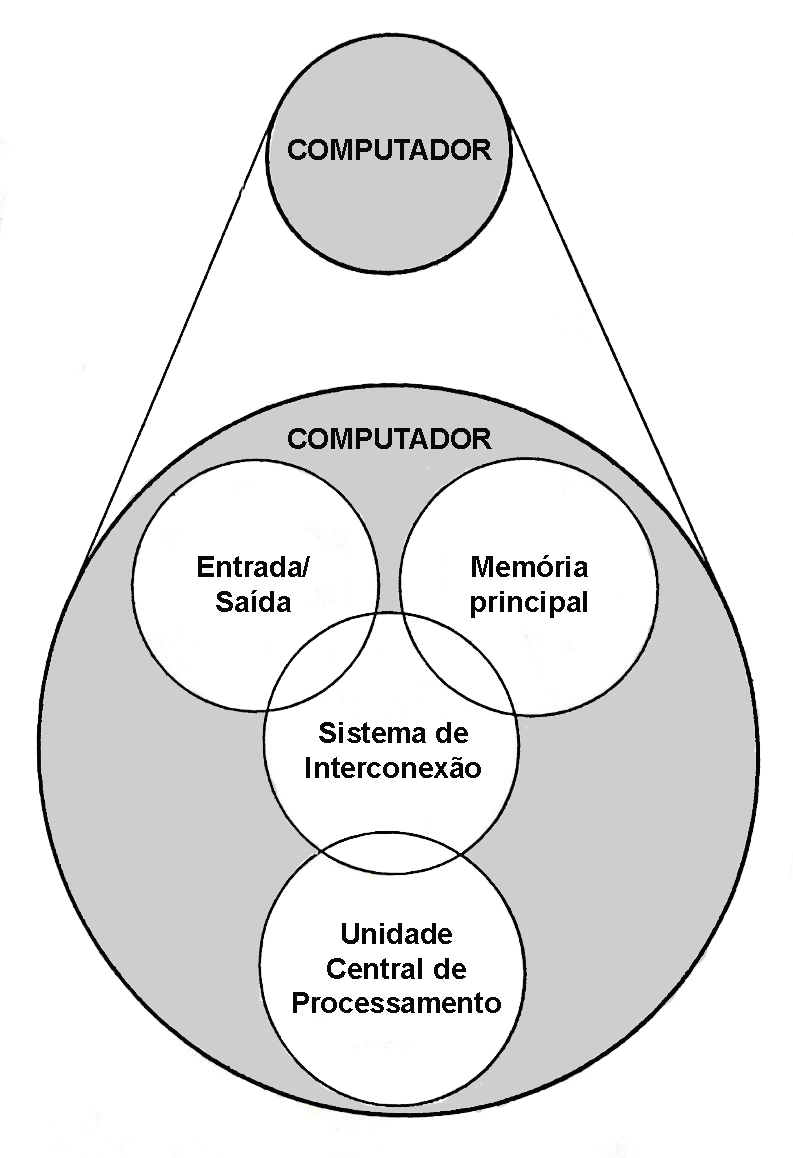 COMPUTADOR
COMPUTADOR
Entrada/
Saída
Memória
principal
Sistema de
Interconexão
Unidade
Central de
Processamento